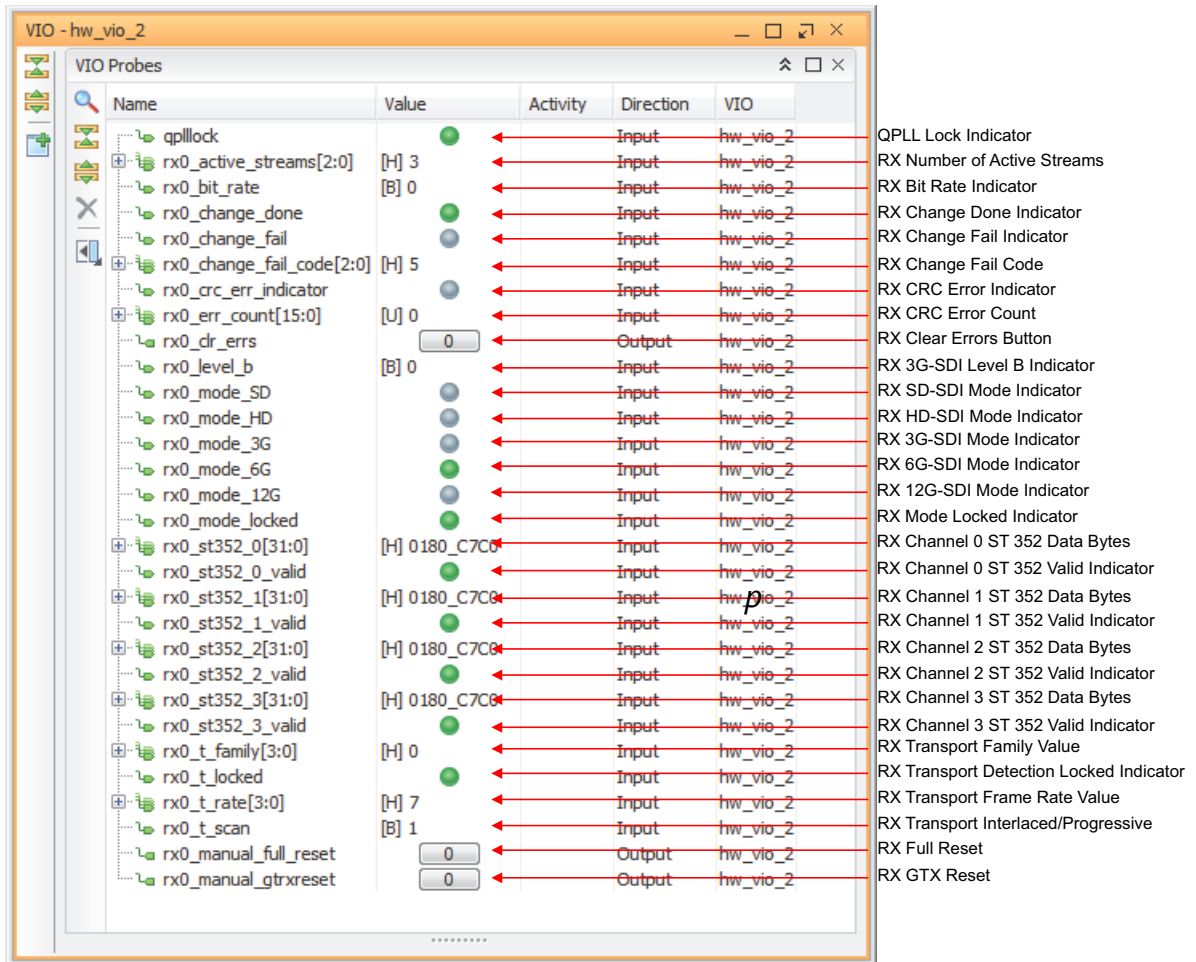 VIO - hw_vio_2
VIO Probes
Name Value Activity Direction VIO
qplllock Input hw_vio_2 QPLL Lock Indicator
rx0_active_streams[2:0] [H] 3 Input hw_vio_2 RX Number of Active Streams
rx0_bit_rate [B] 0 Input hw_vio_2 RX Bit Rate Indicator
rx0_change_done Input hw_vio_2 RX Change Done Indicator
rx0_change_fail Input hw_vio_2 RX Change Fail Indicator
rx0_change_fail_code[2:0] [H] 5 Input hw_vio_2 RX Change Fail Code
rx0_crc_err_indicator Input hw_vio_2 RX CRC Error Indicator
rx0_err_count[15:0] [U] 0 Input hw_vio_2 RX CRC Error Count
rx0_clr_errs 0 Output hw_vio_2 RX Clear Errors Button
rx0_level_b [B] 0 Input hw_vio_2 RX 3G-SDI Level B Indicator
rx0_mode_SD Input hw_vio_2 RX SD-SDI Mode Indicator
rx0_mode_HD Input hw_vio_2 RX HD-SDI Mode Indicator
rx0_mode_3G Input hw_vio_2 RX 3G-SDI Mode Indicator
rx0_mode_6G Input hw_vio_2 RX 6G-SDI Mode Indicator
rx0_mode_12G Input hw_vio_2 RX 12G-SDI Mode Indicator
rx0_mode_locked Input hw_vio_2 RX Mode Locked Indicator
rx0_st352_0[31:0] [H] 0180_C7C0 Input hw_vio_2 RX Channel 0 ST 352 Data Bytes
rx0_st352_0_valid Input hw_vio_2 RX Channel 0 ST 352 Valid Indicator
rx0_st352_1[31:0] [H] 0180_C7C0 Input hw_vio_2 p RX Channel 1 ST 352 Data Bytes
rx0_st352_1_valid Input hw_vio_2 RX Channel 1 ST 352 Valid Indicator
rx0_st352_2[31:0] [H] 0180_C7C0 Input hw_vio_2 RX Channel 2 ST 352 Data Bytes
rx0_st352_2_valid Input hw_vio_2 RX Channel 2 ST 352 Valid Indicator
rx0_st352_3[31:0] [H] 0180_C7C0 Input hw_vio_2 RX Channel 3 ST 352 Data Bytes
rx0_st352_3_valid Input hw_vio_2 RX Channel 3 ST 352 Valid Indicator
rx0_t_family[3:0] [H] 0 Input hw_vio_2 RX Transport Family Value
rx0_t_locked Input hw_vio_2 RX Transport Detection Locked Indicator
rx0_t_rate[3:0] [H] 7 Input hw_vio_2 RX Transport Frame Rate Value
rx0_t_scan [B] 1 Input hw_vio_2 RX Transport Interlaced/Progressive
rx0_manual_full_reset 0 Output hw_vio_2 RX Full Reset
rx0_manual_gtrxreset 0 Output hw_vio_2 RX GTX Reset